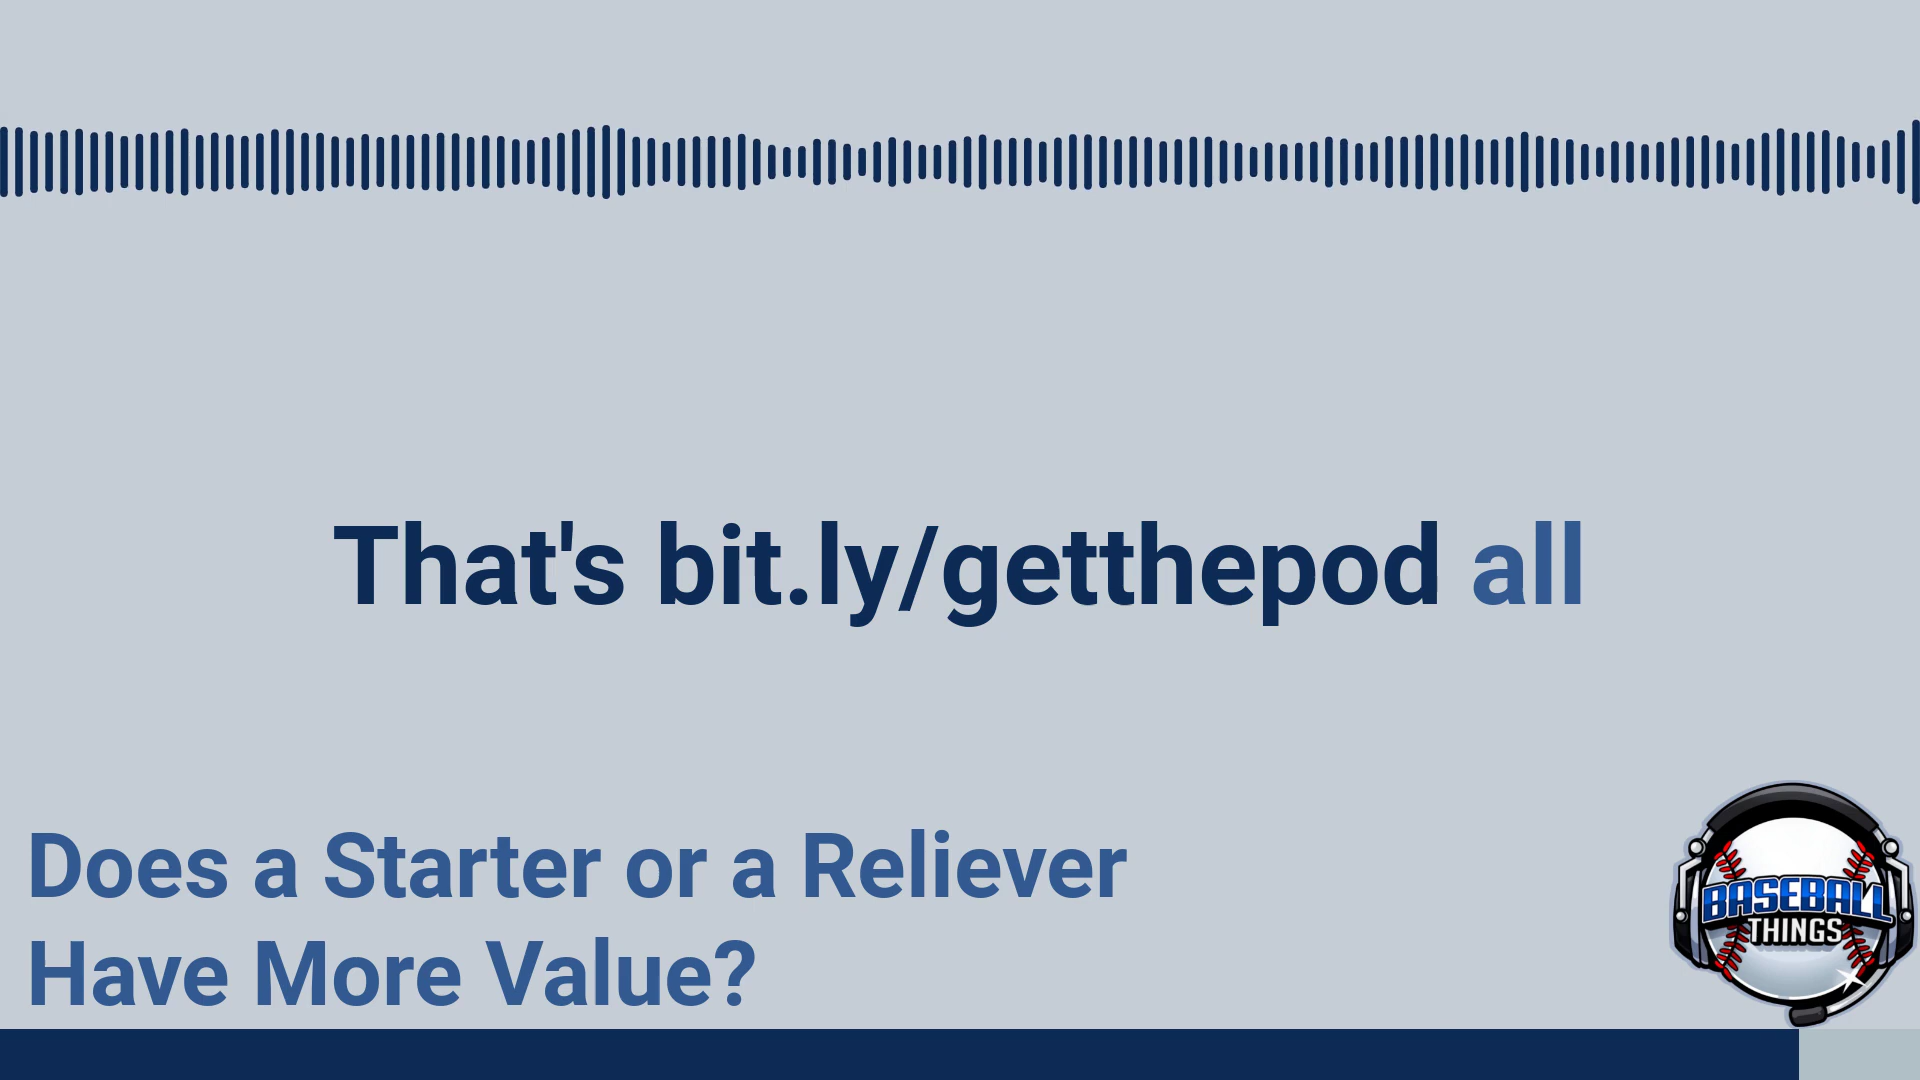 That's bit.ly/getthepod all
Does a Starter or a Reliever
Have More Value?
BASEBALL
THINGS